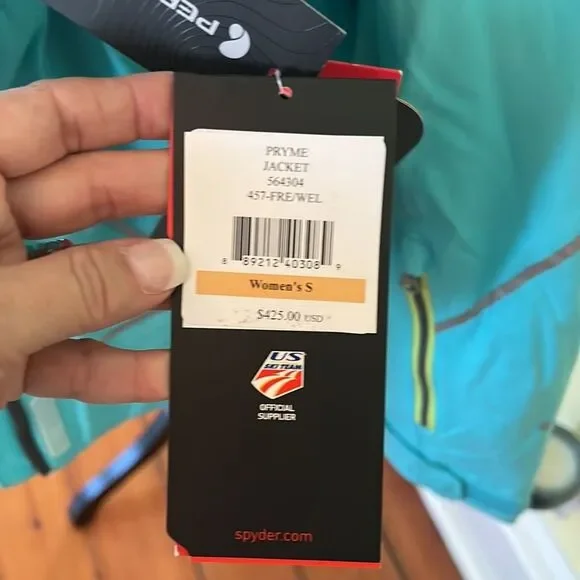 PRYME
JACKET
564304
457-FRE/WEL
8 89212 40308 9
Women's S
$425.00 USD
US
SKI TEAM
OFFICIAL
SUPPLIER
spyder.com